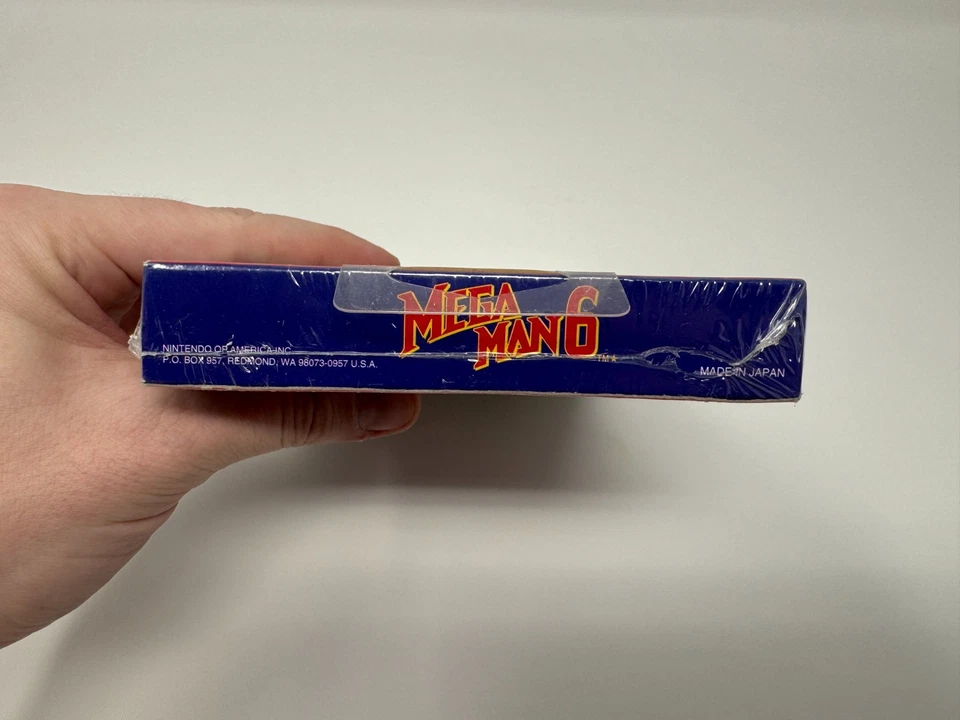 MEGA
MAN 6
TM &
NINTENDO OF AMERICA INC.
P.O. BOX 957, REDMOND, WA 98073-0957 U.S.A.
MADE IN JAPAN